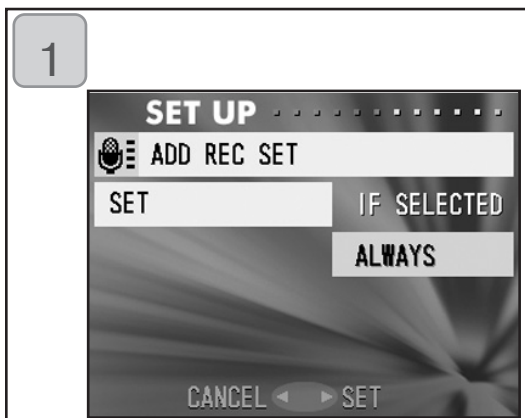 1
SET UP
ADD REC SET
SET IF SELECTED
ALWAYS
CANCEL ◄ ► SET